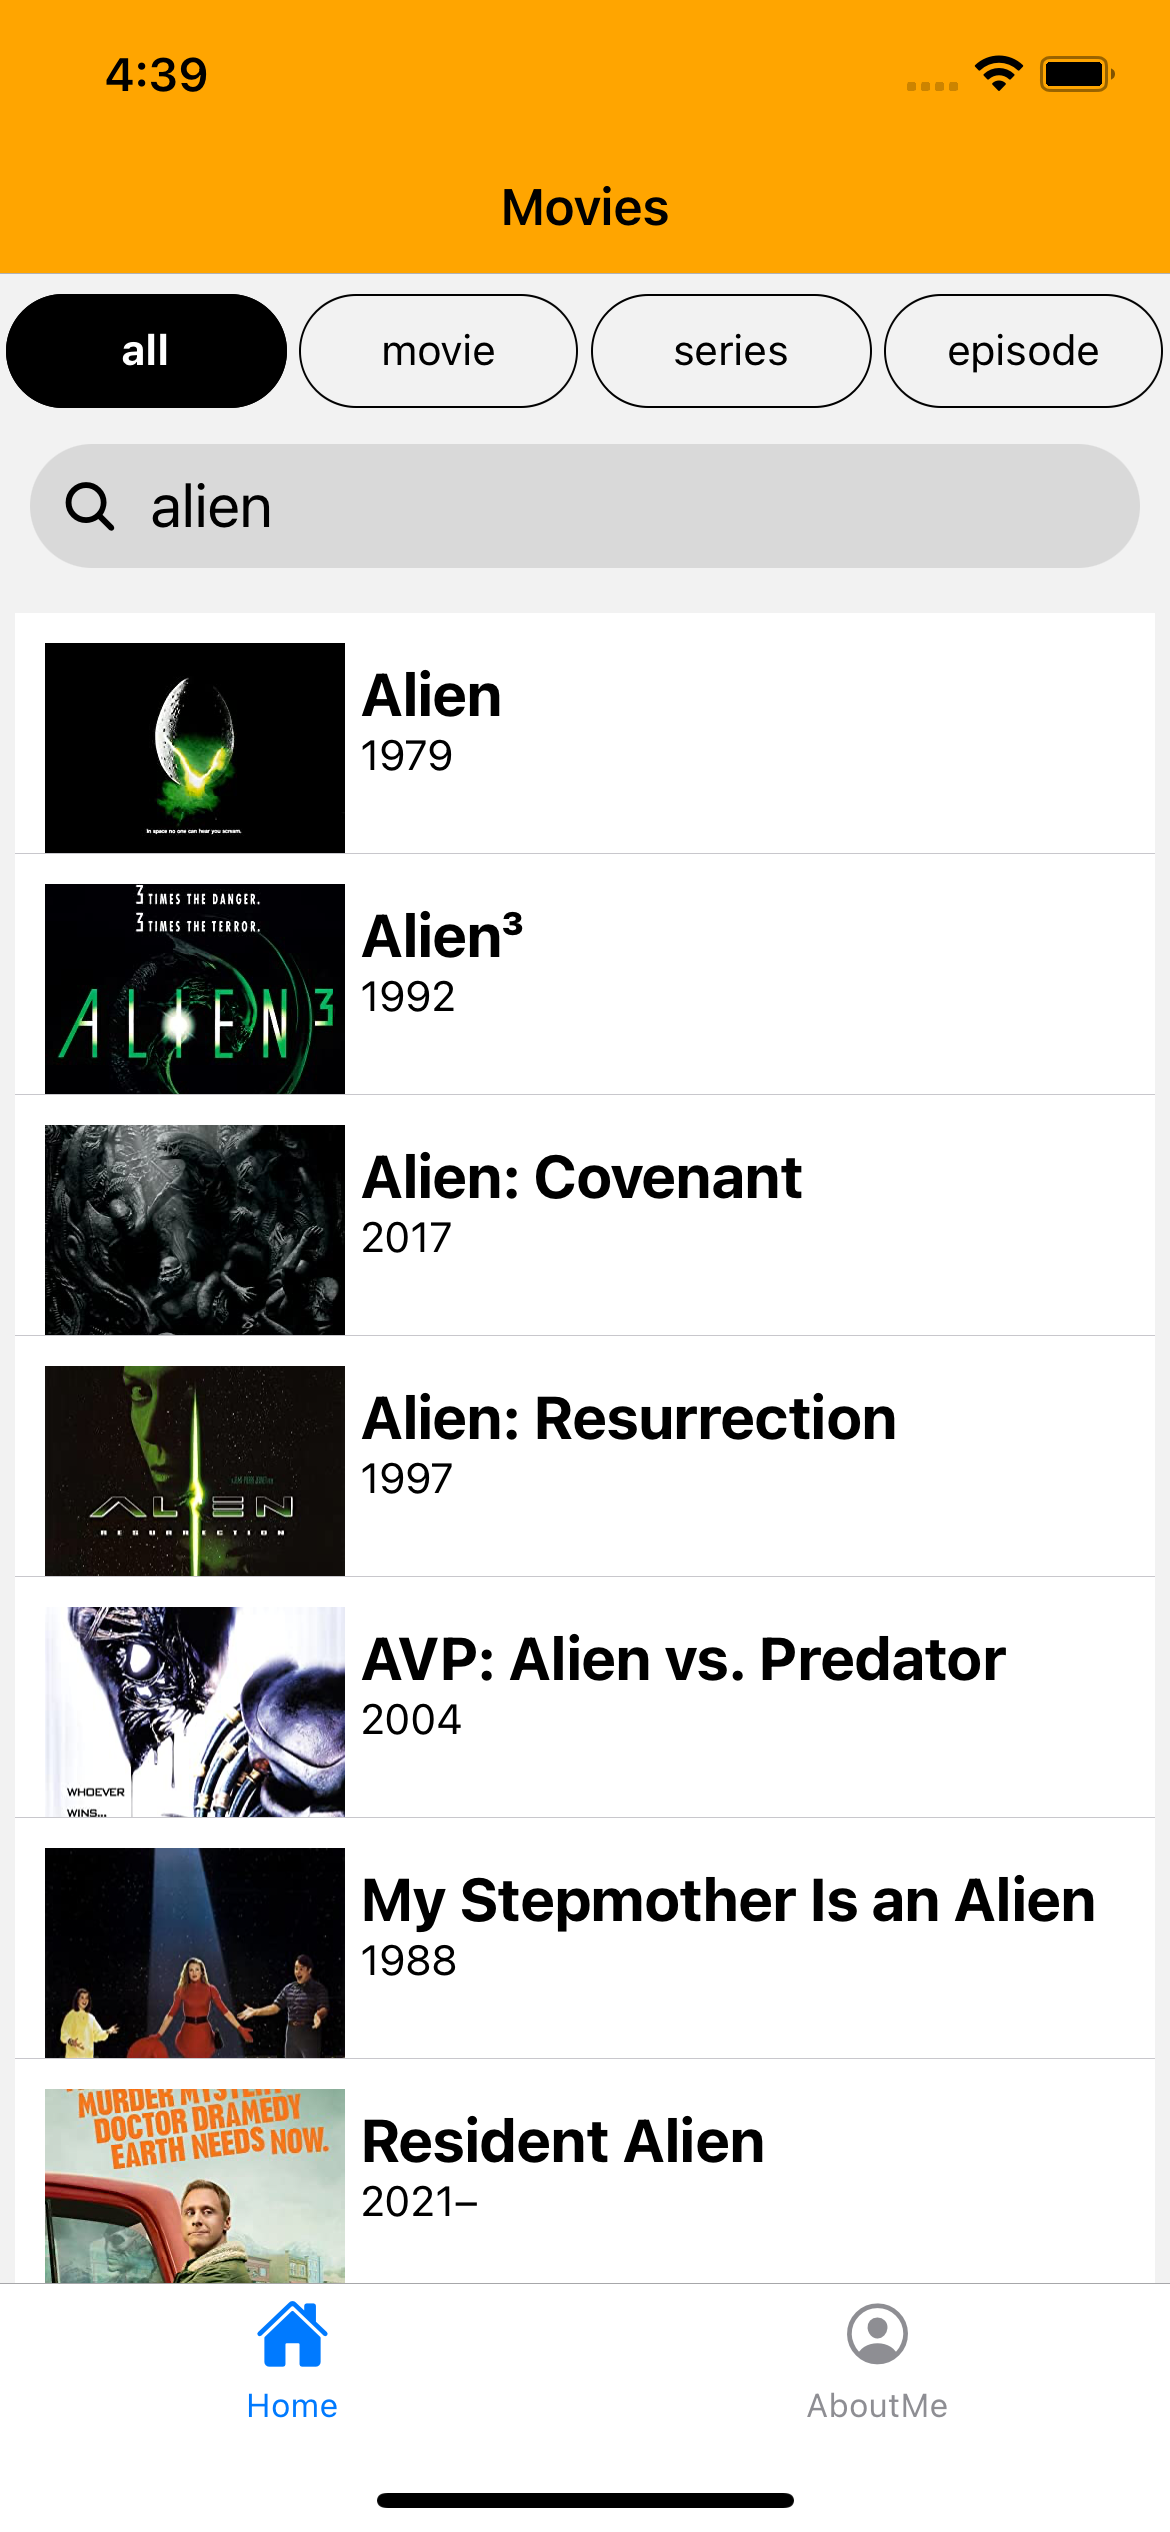 4:39
Movies
all
movie
series
episode
alien
In space no one can hear you scream.
Alien
1979
3 TIMES THE DANGER.
3 TIMES THE TERROR.
ALIEN³
Alien³
1992
Alien: Covenant
2017
ALIEN
RESURRECTION
Alien: Resurrection
1997
WHOEVER
WINS...
AVP: Alien vs. Predator
2004
My Stepmother Is an Alien
1988
MURDER MYSTERY
DOCTOR DRAMEDY
EARTH NEEDS NOW.
Resident Alien
2021–
Home
AboutMe